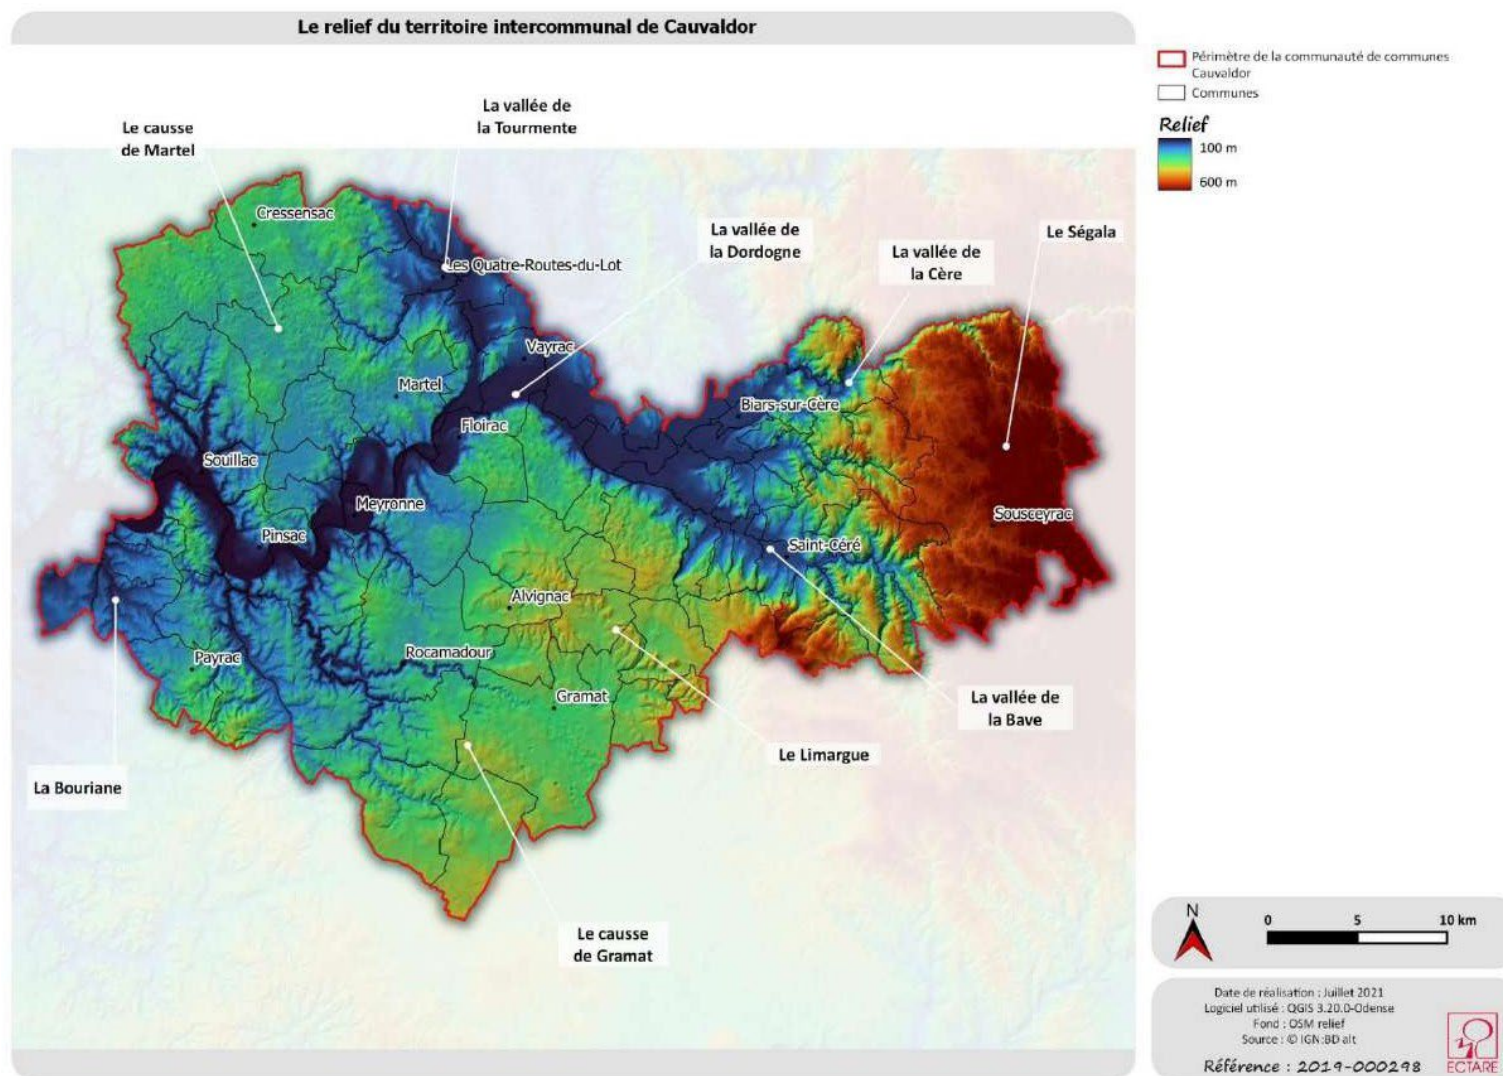 Le relief du territoire intercommunal de Cauvaldor
Périmètre de la communauté de communes
Cauvaldor
Communes
Relief
100 m
600 m
La vallée de
la Tourmente
Le causse
de Martel
La vallée de
la Dordogne
La vallée de
la Cère
Le Ségala
Cressensac
Les Quatre-Routes-du-Lot
Vayrac
Martel
Biars-sur-Cère
Floirac
Souillac
Meyronne
Sousceyrac
Pinsac
Saint-Céré
Alvignac
Rocamadour
Payrac
Gramat
La vallée de
la Bave
Le Limargue
La Bouriane
Le causse
de Gramat
N
0 5 10 km
Date de réalisation : Juillet 2021
Logiciel utilisé : QGIS 3.20.0-Odense
Fond : OSM relief
Source : © IGN:BD alt
Référence : 2019-000298
ECTARE